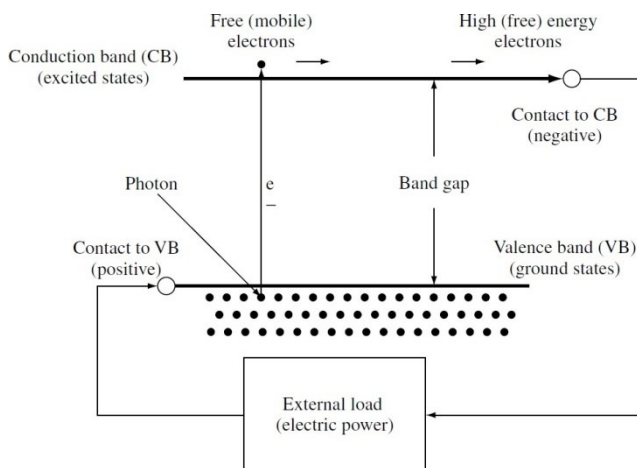 Free (mobile)
electrons
High (free) energy
electrons
Conduction band (CB)
(excited states)
Contact to CB
(negative)
Photon
e
–
Band gap
Contact to VB
(positive)
Valence band (VB)
(ground states)
External load
(electric power)